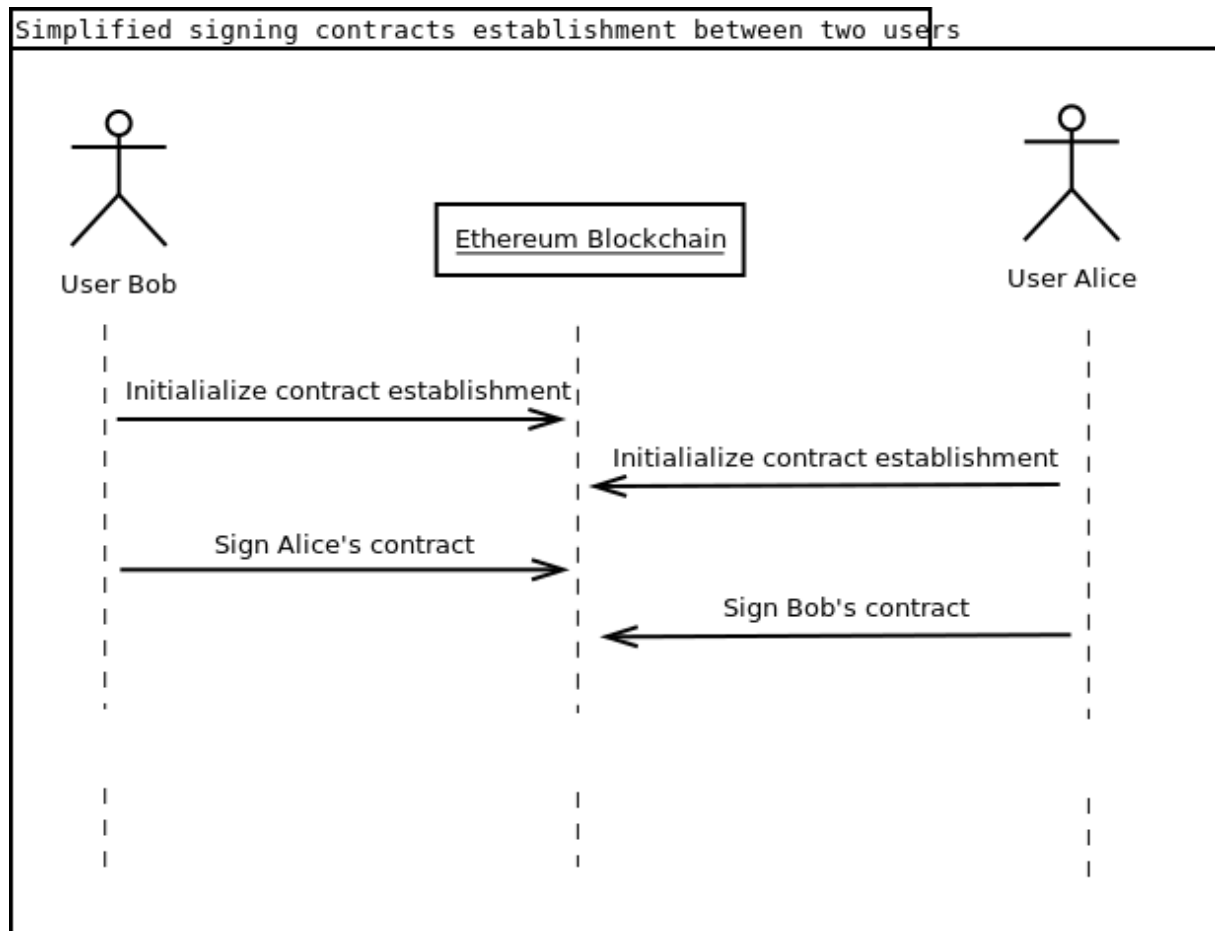 Simplified signing contracts establishment between two users
User Bob
Ethereum Blockchain
User Alice
Initialialize contract establishment
Initialialize contract establishment
Sign Alice's contract
Sign Bob's contract